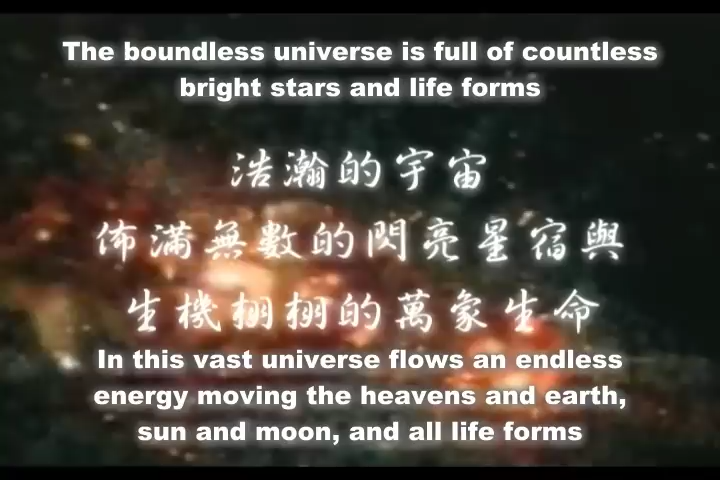 The boundless universe is full of countless
bright stars and life forms
浩瀚的宇宙
佈滿無數的閃亮星宿與
生機栩栩的萬象生命
In this vast universe flows an endless
energy moving the heavens and earth,
sun and moon, and all life forms